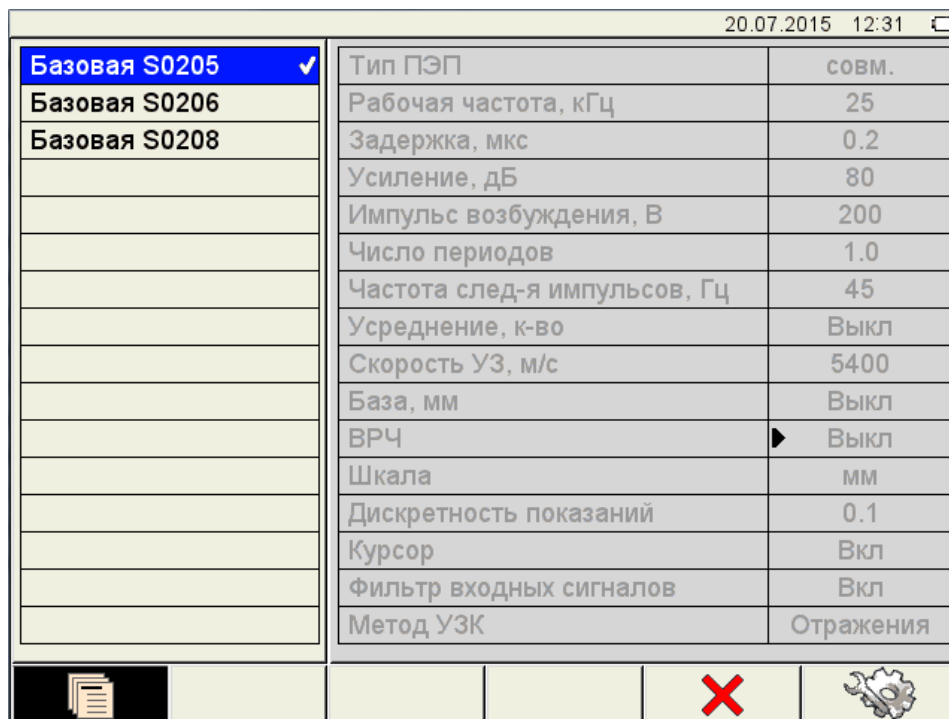 20.07.2015 12:31
Базовая S0205
Базовая S0206
Базовая S0208
Тип ПЭП совм.
Рабочая частота, кГц 25
Задержка, мкс 0.2
Усиление, дБ 80
Импульс возбуждения, В 200
Число периодов 1.0
Частота след-я импульсов, Гц 45
Усреднение, к-во Выкл
Скорость УЗ, м/с 5400
База, мм Выкл
ВРЧ Выкл
Шкала мм
Дискретность показаний 0.1
Курсор Вкл
Фильтр входных сигналов Вкл
Метод УЗК Отражения